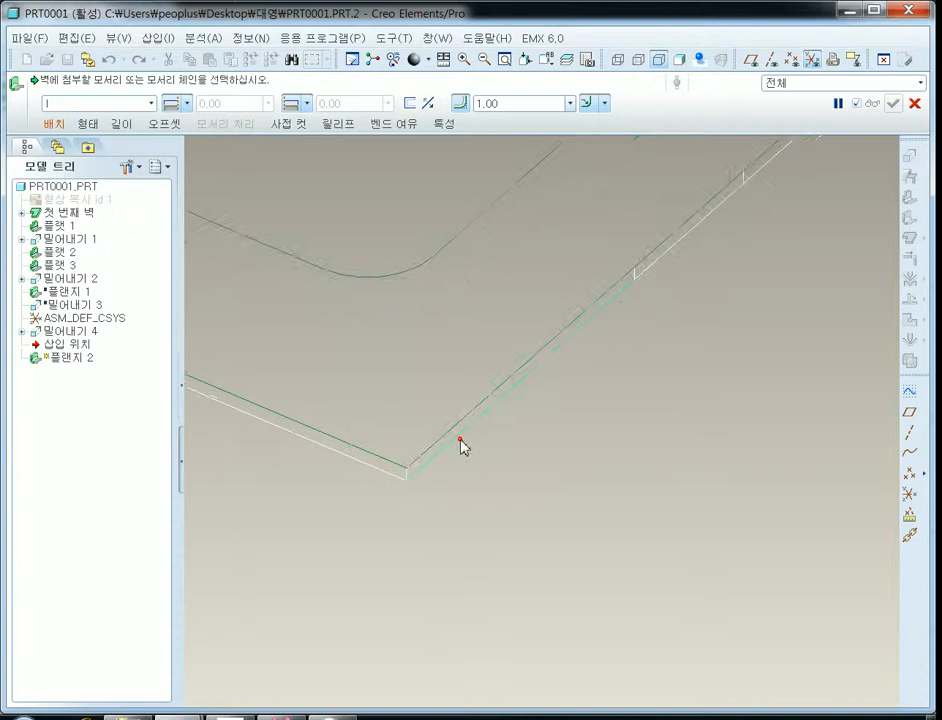 PRT0001 (활성) C:₩Users₩peoplus₩Desktop₩대영₩PRT0001.PRT.2 - Creo Elements/Pro
파일(F) 편집(E) 뷰(V) 삽입(I) 분석(A) 정보(N) 응용 프로그램(P) 도구(T) 창(W) 도움말(H) EMX 6.0
벽에 첨부할 모서리 또는 모서리 체인을 선택하십시오.
전체
I 0.00 0.00 1.00
배치 형태 길이 오프셋 모서리 처리 사접 컷 릴리프 벤드 여유 특성
모델 트리
PRT0001.PRT
형상 복사 id 1
첫 번째 벽
플랫 1
밀어내기 1
플랫 2
플랫 3
밀어내기 2
플랜지 1
밀어내기 3
ASM_DEF_CSYS
밀어내기 4
삽입 위치
플랜지 2